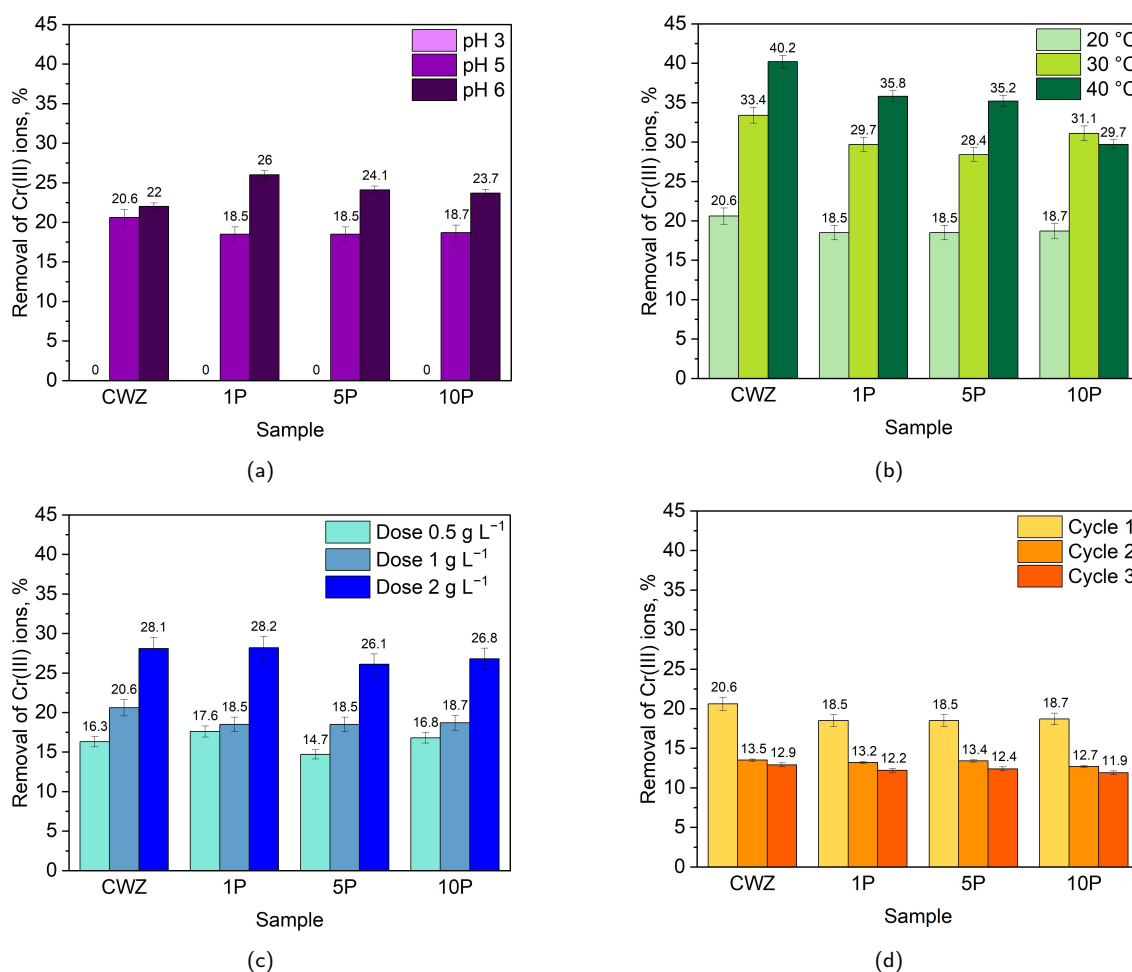 45
40
35
30
25
20
15
10
5
0
Removal of Cr(III) ions, %
pH 3
pH 5
pH 6
0 20.6 22
0 18.5 26
0 18.5 24.1
0 18.7 23.7
CWZ 1P 5P 10P
Sample
(a)
45
40
35
30
25
20
15
10
5
0
Removal of Cr(III) ions, %
20 °C
30 °C
40 °C
20.6 33.4 40.2
18.5 29.7 35.8
18.5 28.4 35.2
18.7 31.1 29.7
CWZ 1P 5P 10P
Sample
(b)
45
40
35
30
25
20
15
10
5
0
Removal of Cr(III) ions, %
Dose 0.5 g L⁻¹
Dose 1 g L⁻¹
Dose 2 g L⁻¹
16.3 20.6 28.1
17.6 18.5 28.2
14.7 18.5 26.1
16.8 18.7 26.8
CWZ 1P 5P 10P
Sample
(c)
45
40
35
30
25
20
15
10
5
0
Removal of Cr(III) ions, %
Cycle 1
Cycle 2
Cycle 3
20.6 13.5 12.9
18.5 13.2 12.2
18.5 13.4 12.4
18.7 12.7 11.9
CWZ 1P 5P 10P
Sample
(d)